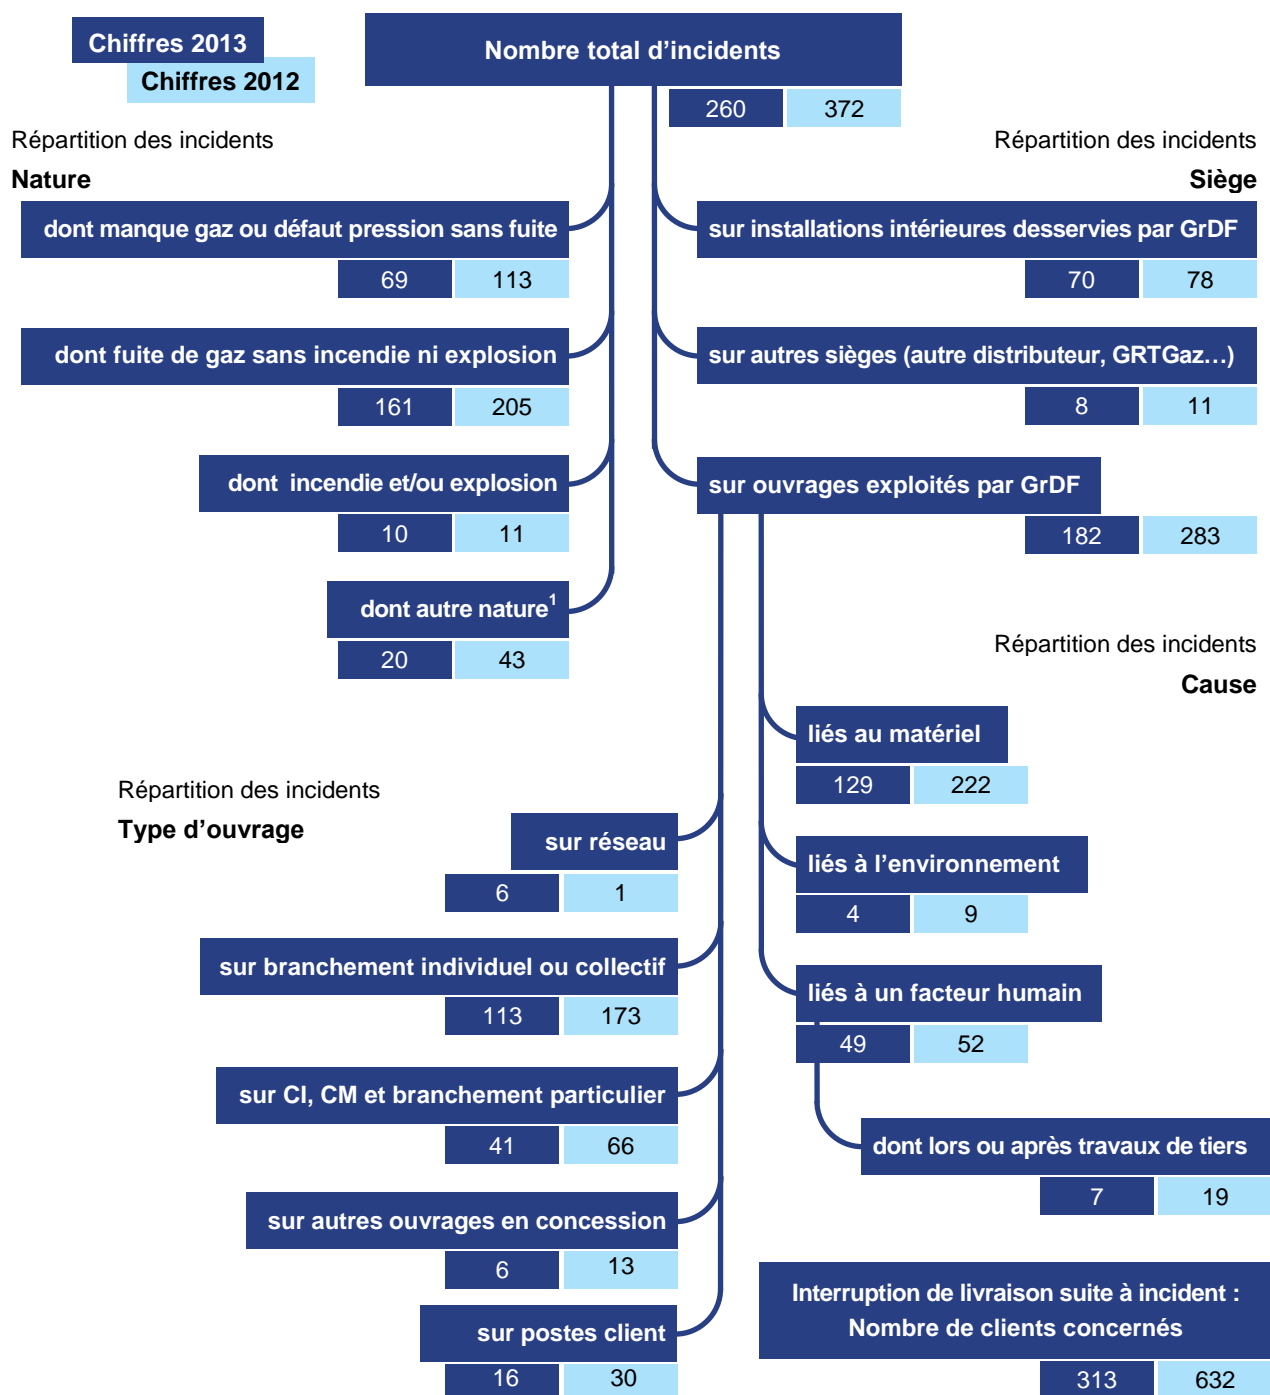 Chiffres 2013
Chiffres 2012
Nombre total d'incidents
260 372
Répartition des incidents
Nature
dont manque gaz ou défaut pression sans fuite
69 113
dont fuite de gaz sans incendie ni explosion
161 205
dont incendie et/ou explosion
10 11
dont autre nature1
20 43
Répartition des incidents
Siège
sur installations intérieures desservies par GrDF
70 78
sur autres sièges (autre distributeur, GRTGaz…)
8 11
sur ouvrages exploités par GrDF
182 283
Répartition des incidents
Cause
liés au matériel
129 222
liés à l'environnement
4 9
liés à un facteur humain
49 52
dont lors ou après travaux de tiers
7 19
Répartition des incidents
Type d'ouvrage
sur réseau
6 1
sur branchement individuel ou collectif
113 173
sur CI, CM et branchement particulier
41 66
sur autres ouvrages en concession
6 13
sur postes client
16 30
Interruption de livraison suite à incident :
Nombre de clients concernés
313 632